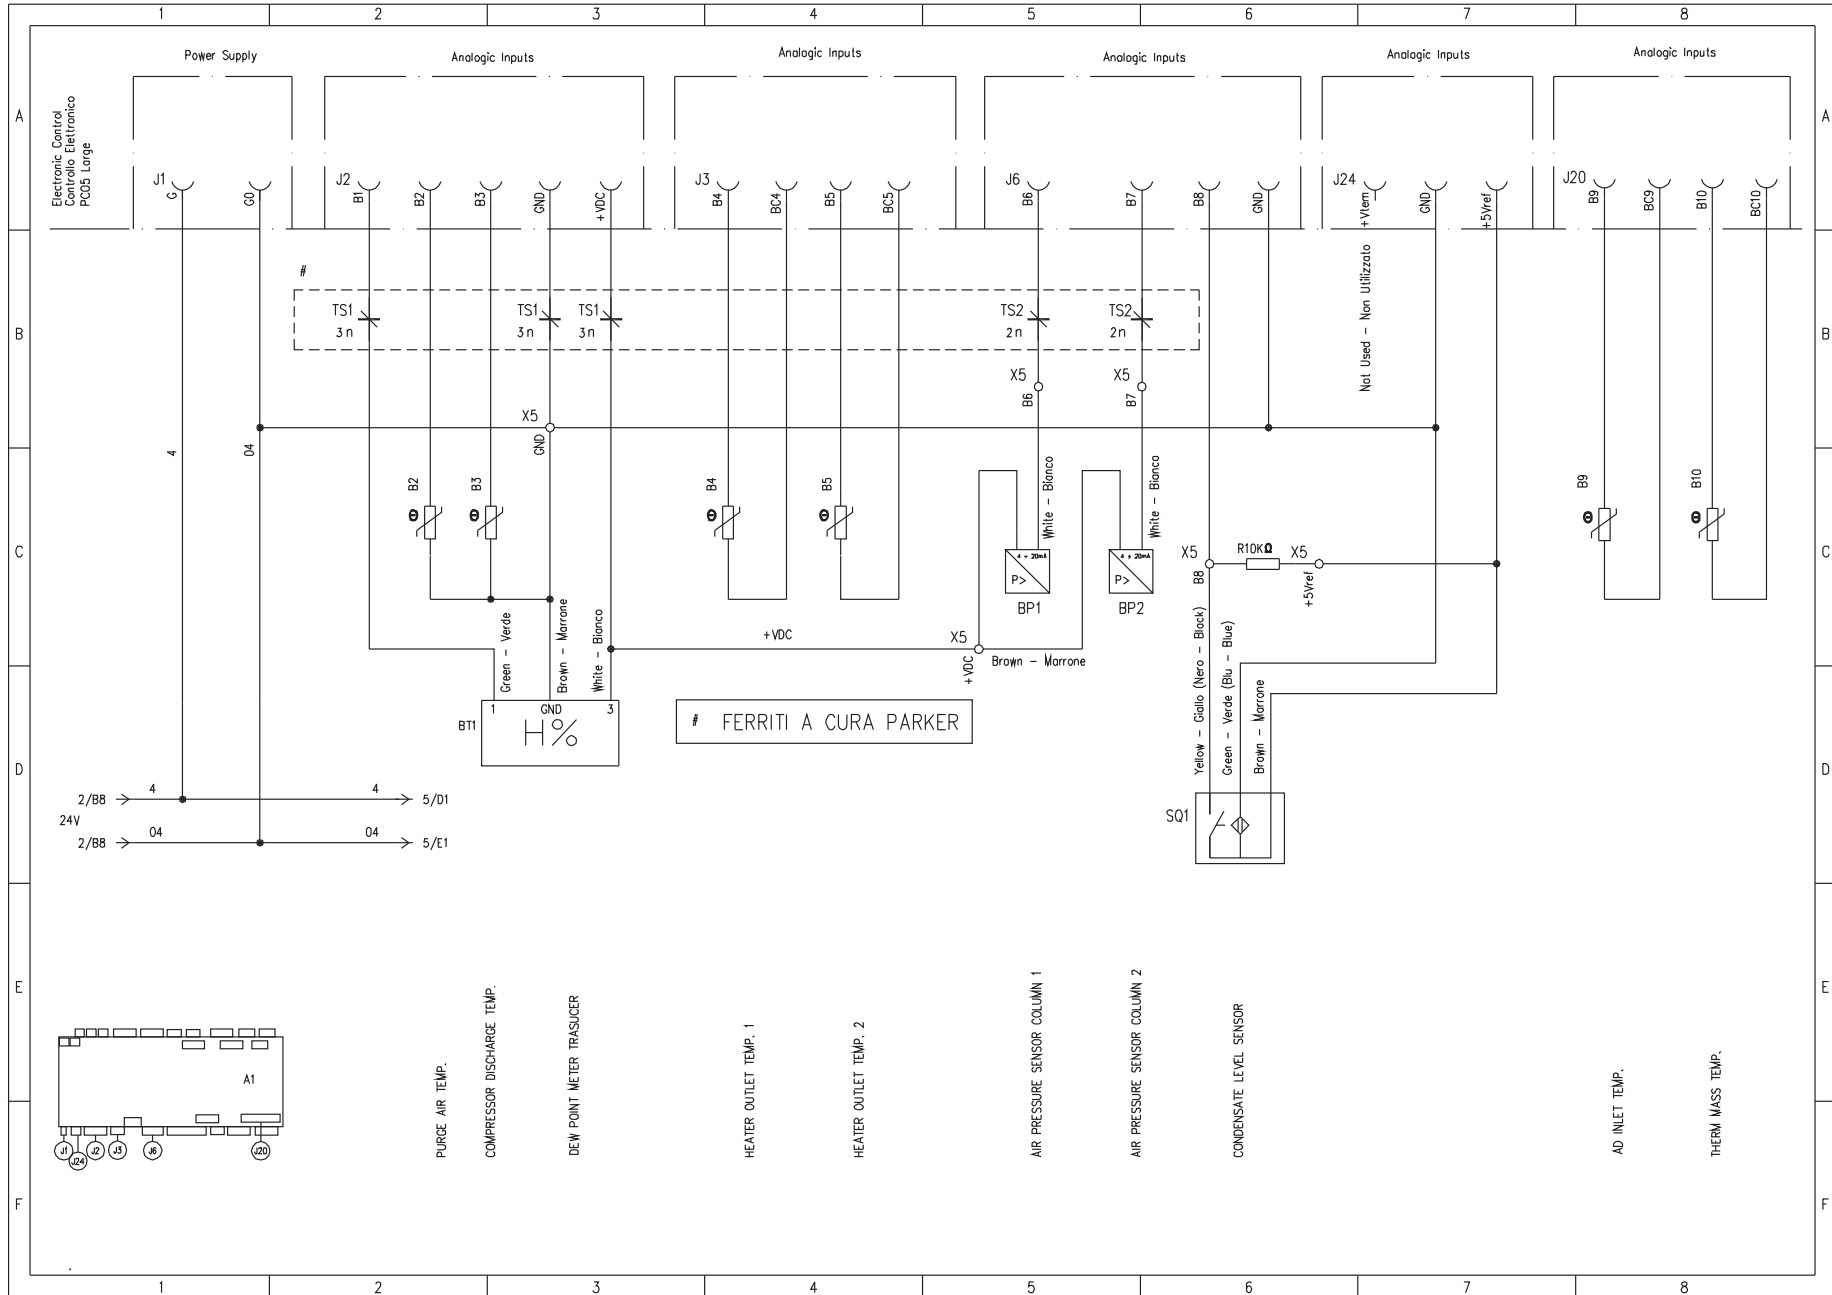 1 2 3 4 5 6 7 8
A
A
B
B
C
C
D
D
E
E
F
F
Power Supply
Analogic Inputs
Analogic Inputs
Analogic Inputs
Analogic Inputs
Analogic Inputs
Electronic Control
Controllo Elettronico
PC05 Large
J1
G
G0
J2
B1
B2
B3
GND
+VDC
J3
B4
BC4
B5
BC5
J6
B6
B7
B8
GND
J24
+Vtem
GND
+5Vref
J20
B9
BC9
B10
BC10
Not Used - Non Utilizzato
#
TS1
3n
TS1
3n
TS1
3n
TS2
2n
TS2
2n
X5
B6
X5
B7
X5
GND
4
04
B2
Θ
B3
Θ
B4
Θ
B5
Θ
B9
Θ
B10
Θ
White - Bianco
White - Bianco
4 ÷ 20mA
P>
BP1
4 ÷ 20mA
P>
BP2
X5
B8
R10KΩ
X5
+5Vref
Green - Verde
Brown - Marrone
White - Bianco
+VDC
X5
+VDC
Brown - Marrone
Yellow - Giallo (Nero - Black)
Green - Verde (Blu - Blue)
Brown - Marrone
BT1
1
GND
3
H%
# FERRITI A CURA PARKER
SQ1
2/B8
4
4
5/D1
24V
2/B8
04
04
5/E1
A1
J1
J24
J2
J3
J6
J20
PURGE AIR TEMP.
COMPRESSOR DISCHARGE TEMP.
DEW POINT METER TRASUCER
HEATER OUTLET TEMP. 1
HEATER OUTLET TEMP. 2
AIR PRESSURE SENSOR COLUMN 1
AIR PRESSURE SENSOR COLUMN 2
CONDENSATE LEVEL SENSOR
AD INLET TEMP.
THERM MASS TEMP.
1 2 3 4 5 6 7 8